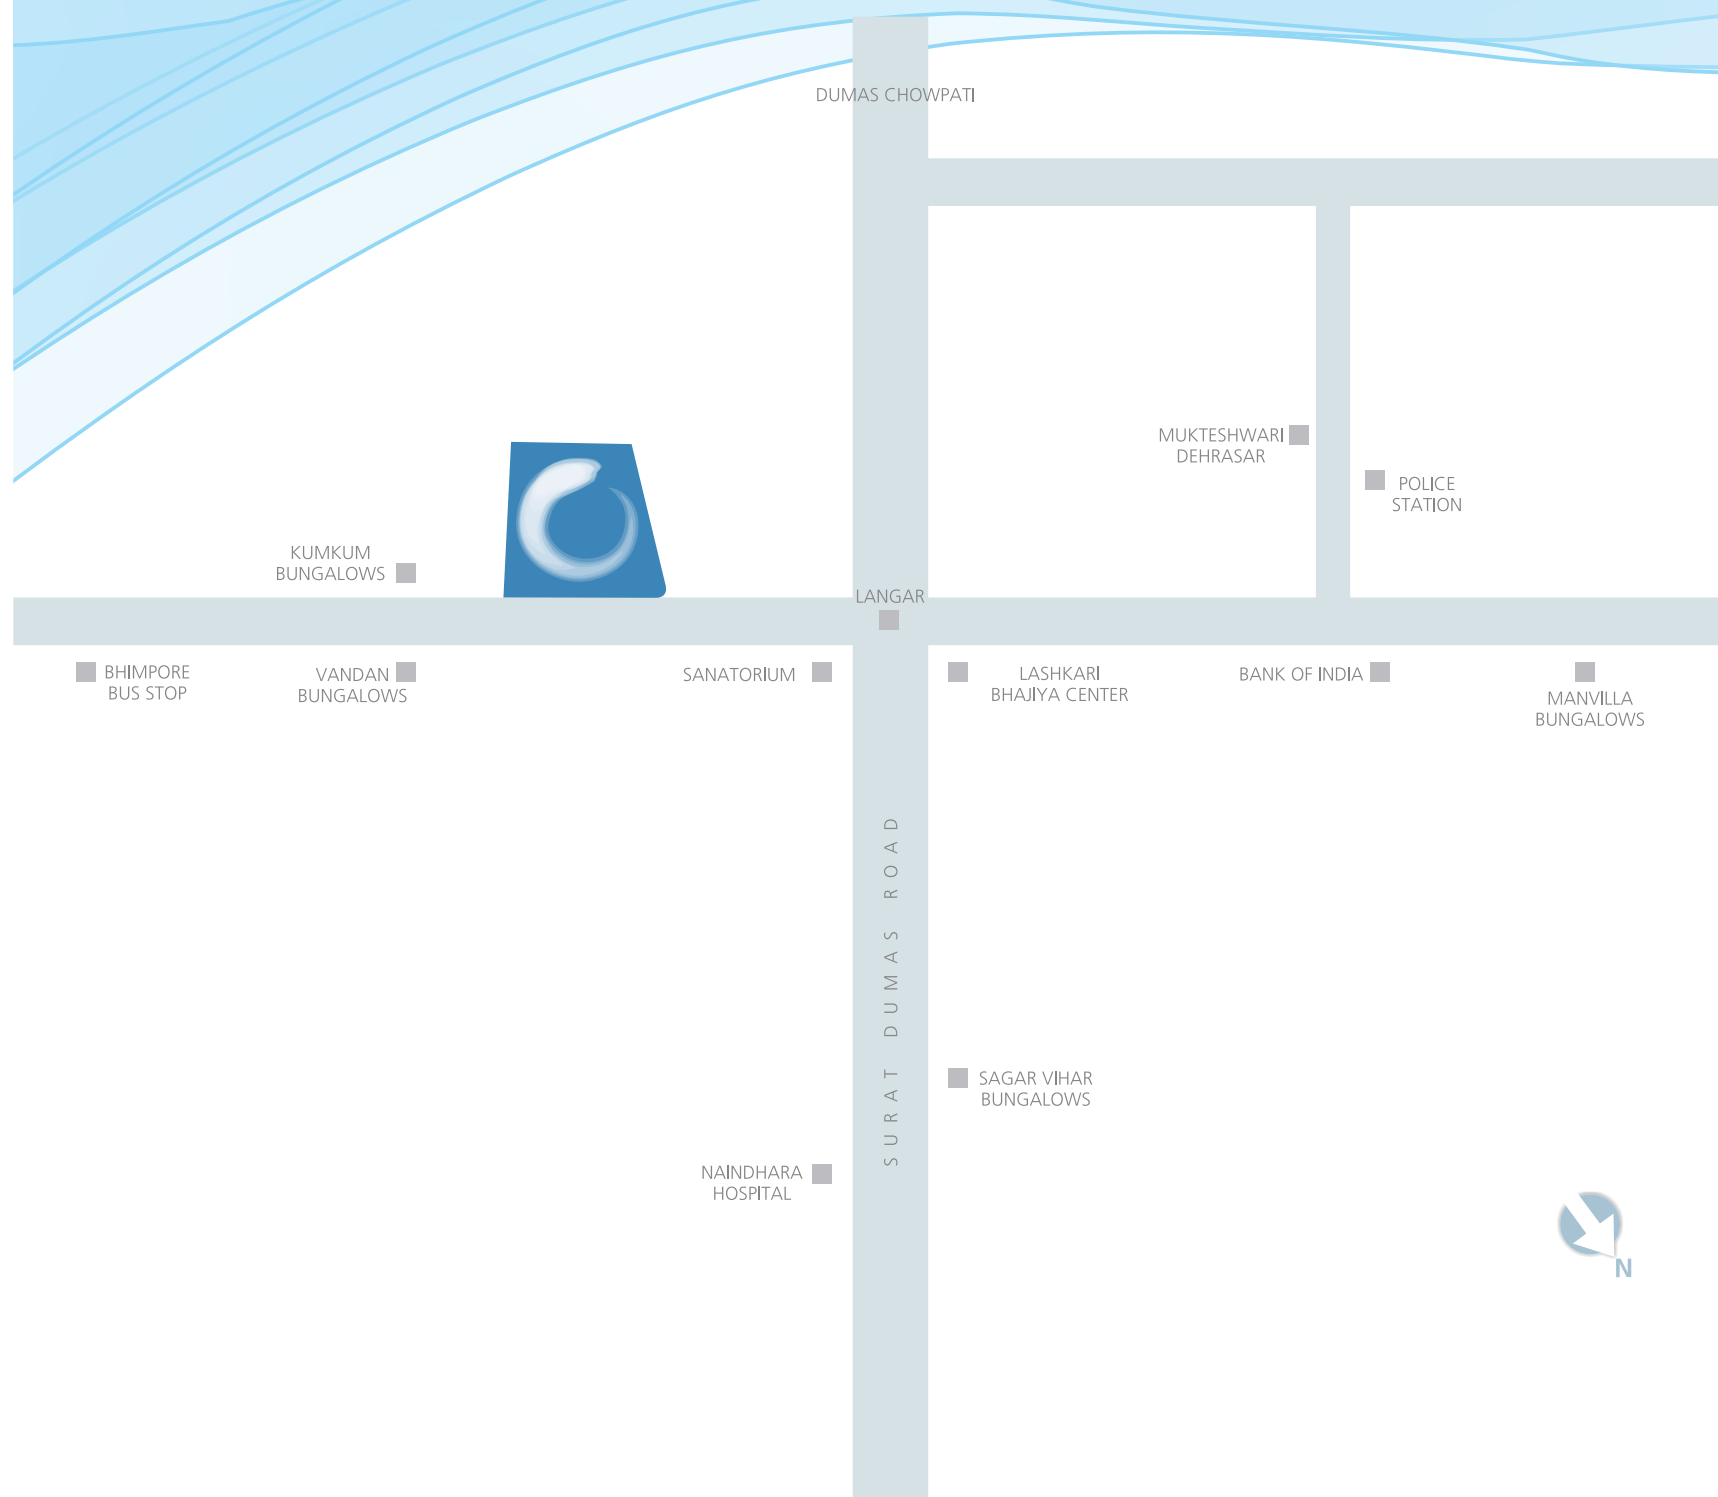 DUMAS CHOWPATI
MUKTESHWARI
DEHRASAR
POLICE
STATION
KUMKUM
BUNGALOWS
LANGAR
BHIMPORE
BUS STOP
VANDAN
BUNGALOWS
SANATORIUM
LASHKARI
BHAJIYA CENTER
BANK OF INDIA
MANVILLA
BUNGALOWS
SURAT DUMAS ROAD
SAGAR VIHAR
BUNGALOWS
NAINDHARA
HOSPITAL
N